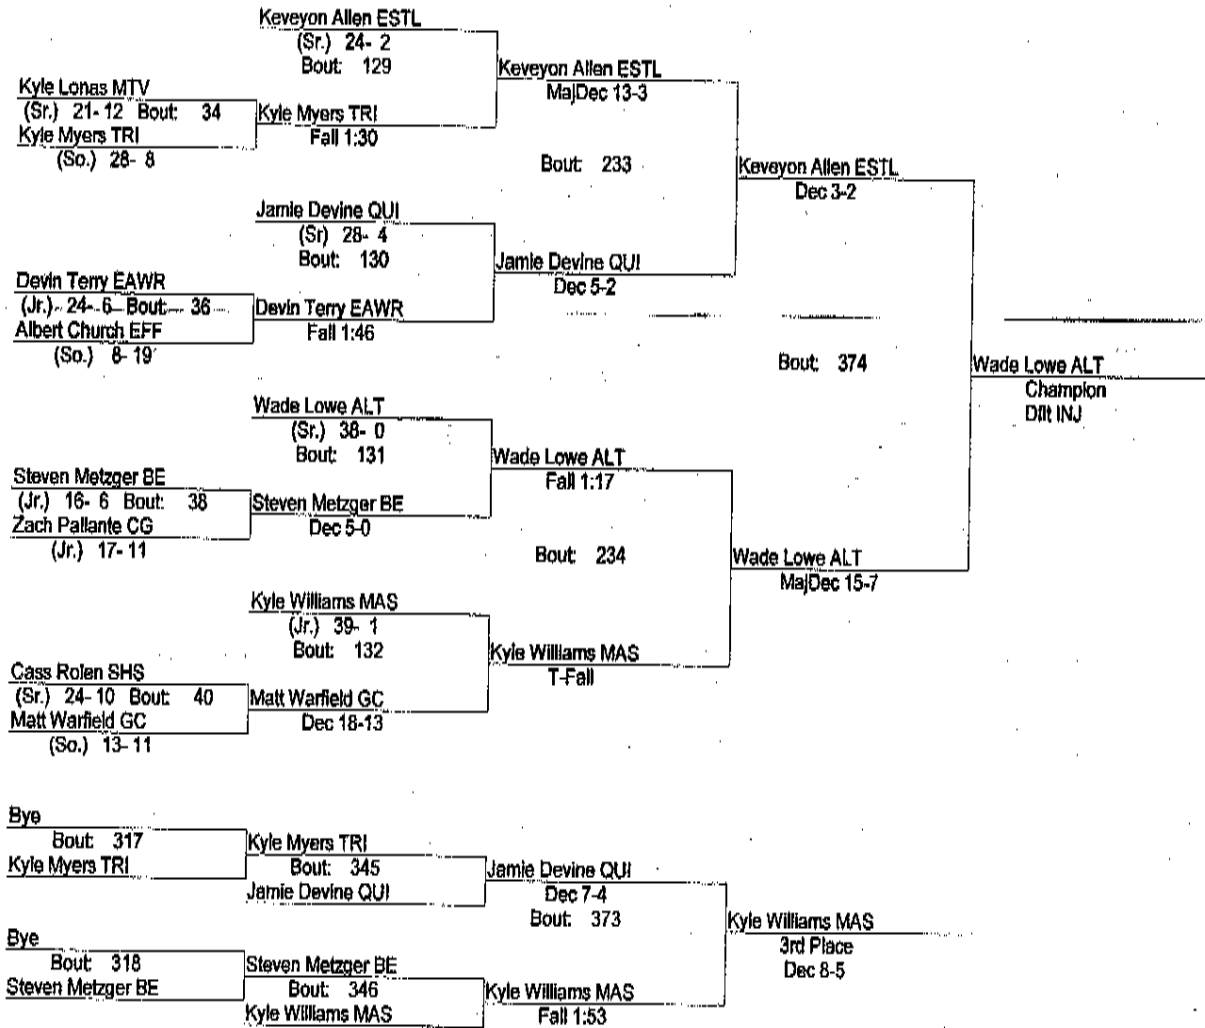 Keveyon Allen ESTL
(Sr.) 24- 2
Bout: 129
Keveyon Allen ESTL
MajDec 13-3
Kyle Lonas MTV
(Sr.) 21- 12 Bout: 34
Kyle Myers TRI
Fall 1:30
Kyle Myers TRI
(So.) 28- 8
Bout: 233
Keveyon Allen ESTL
Dec 3-2
Jamie Devine QUI
(Sr) 28- 4
Bout: 130
Jamie Devine QUI
Dec 5-2
Devin Terry EAWR
(Jr.) 24- 6 Bout: 36
Devin Terry EAWR
Fall 1:46
Albert Church EFF
(So.) 8- 19
Bout: 374
Wade Lowe ALT
Champion
Dflt INJ
Wade Lowe ALT
(Sr.) 38- 0
Bout: 131
Wade Lowe ALT
Fall 1:17
Steven Metzger BE
(Jr.) 16- 6 Bout: 38
Steven Metzger BE
Dec 5-0
Zach Pallante CG
(Jr.) 17- 11
Bout: 234
Wade Lowe ALT
MajDec 15-7
Kyle Williams MAS
(Jr.) 39- 1
Bout: 132
Kyle Williams MAS
T-Fall
Cass Rolen SHS
(Sr.) 24- 10 Bout: 40
Matt Warfield GC
Dec 18-13
Matt Warfield GC
(So.) 13- 11
Bye
Bout: 317
Kyle Myers TRI
Kyle Myers TRI
Bout: 345
Jamie Devine QUI
Jamie Devine QUI
Dec 7-4
Bout: 373
Kyle Williams MAS
3rd Place
Dec 8-5
Bye
Bout: 318
Steven Metzger BE
Steven Metzger BE
Bout: 346
Kyle Williams MAS
Kyle Williams MAS
Fall 1:53